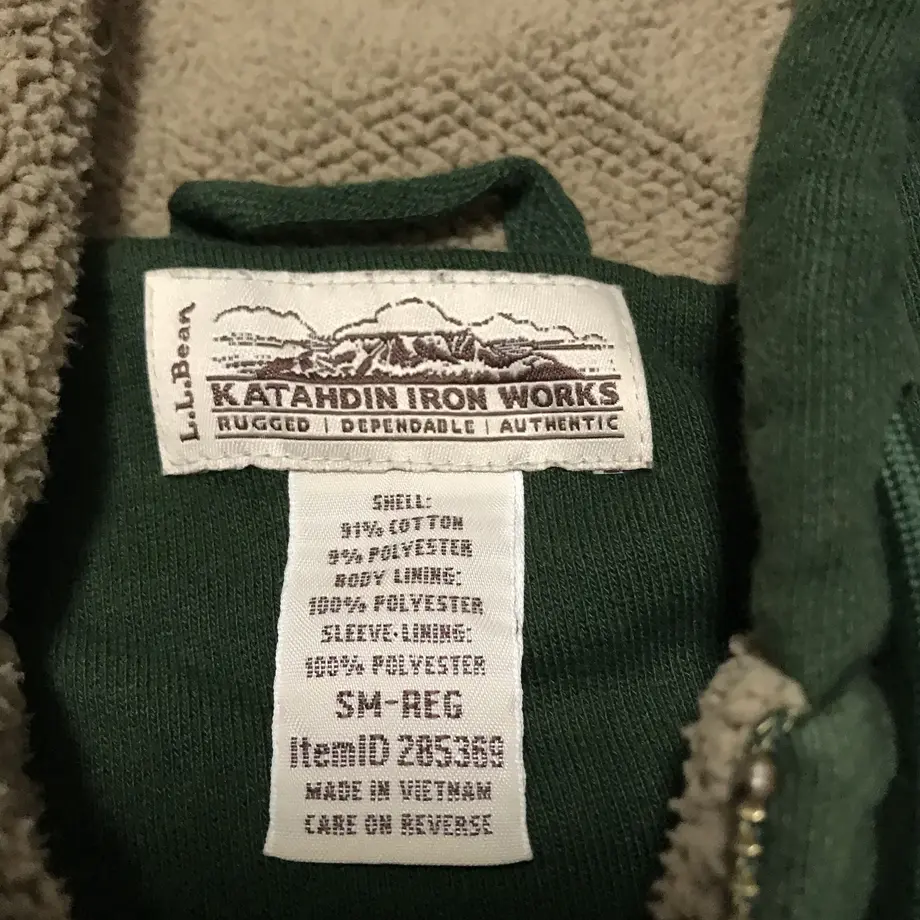 L.L.Bean
KATAHDIN IRON WORKS
RUGGED | DEPENDABLE | AUTHENTIC
SHELL:
91% COTTON
9% POLYESTER
BODY LINING:
100% POLYESTER
SLEEVE LINING:
100% POLYESTER
SM-REG
ItemID 285369
MADE IN VIETNAM
CARE ON REVERSE